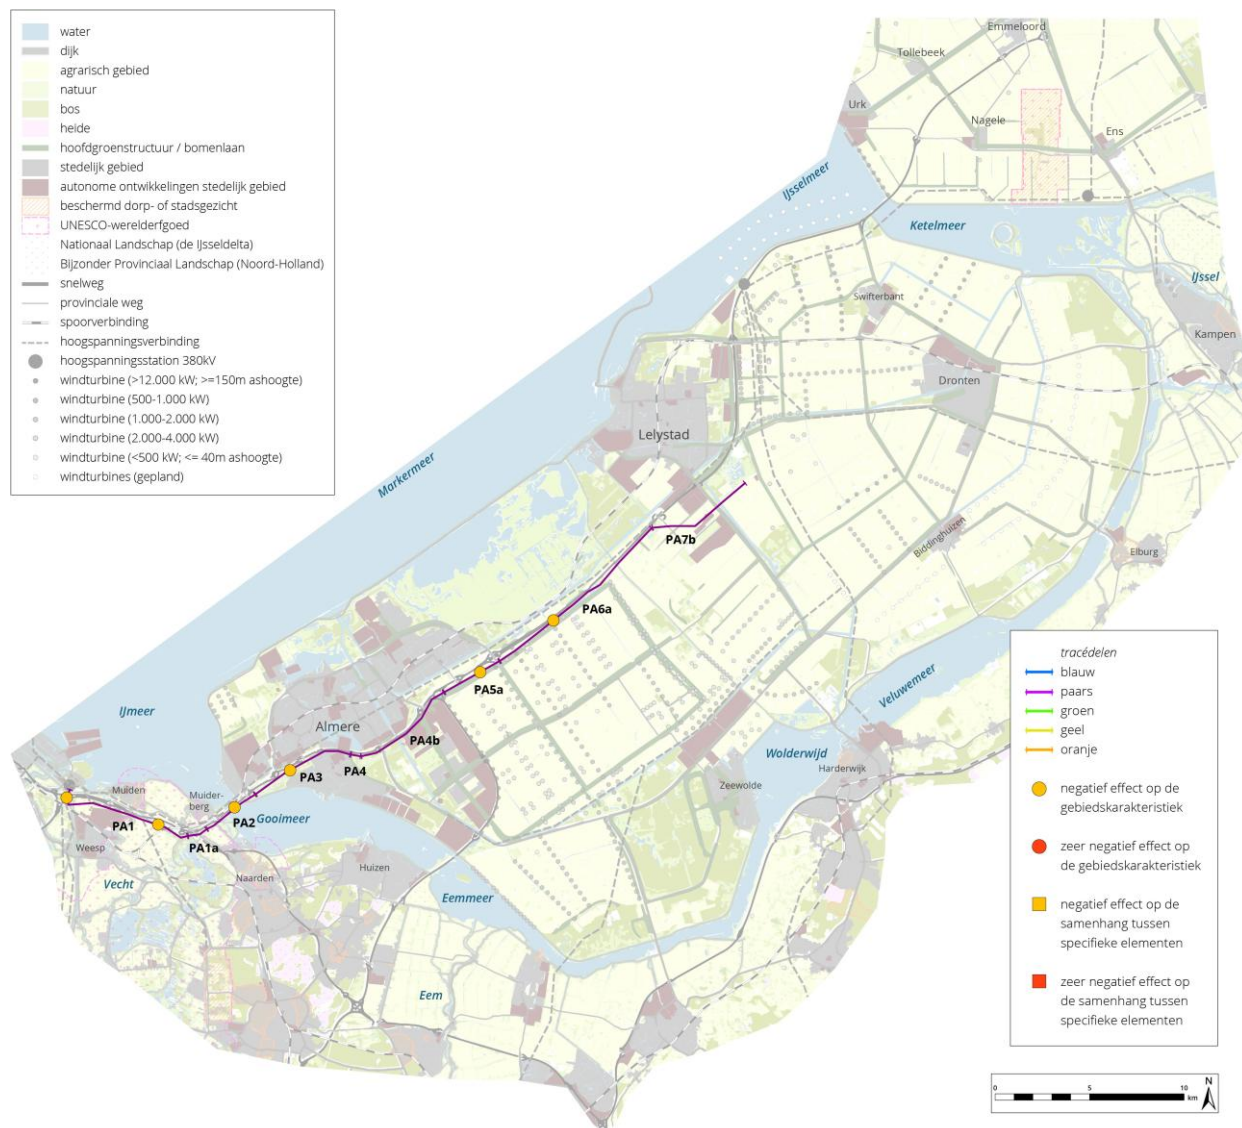 water
dijk
agrarisch gebied
natuur
bos
heide
hoofdgroenstructuur / bomenlaan
stedelijk gebied
autonome ontwikkelingen stedelijk gebied
beschermd dorp- of stadsgezicht
UNESCO-werelderfgoed
Nationaal Landschap (de IJsseldelta)
Bijzonder Provinciaal Landschap (Noord-Holland)
snelweg
provinciale weg
spoorverbinding
hoogspanningsverbinding
hoogspanningsstation 380kV
windturbine (>12.000 kW; >=150m ashoogte)
windturbine (500-1.000 kW)
windturbine (1.000-2.000 kW)
windturbine (2.000-4.000 kW)
windturbine (<500 kW; <= 40m ashoogte)
windturbines (gepland)
Emmeloord
Tollebeek
Urk
Nagele
Ens
IJsselmeer
Ketelmeer
IJssel
Swifterbant
Kampen
Dronten
Lelystad
Markermeer
PA7b
Biddinghuizen
Elburg
PA6a
PA5a
Veluwemeer
IJmeer
Almere
PA4b
PA4
PA3
Wolderwijd
Harderwijk
Zeewolde
Muiden
Muider-
berg
PA2
Gooimeer
PA1
PA1a
Weesp
Naarden
Huizen
Vecht
Eemmeer
Eem
tracédelen
blauw
paars
groen
geel
oranje
negatief effect op de
gebiedskarakteristiek
zeer negatief effect op
de gebiedskarakteristiek
negatief effect op de
samenhang tussen
specifieke elementen
zeer negatief effect op
de samenhang tussen
specifieke elementen
0 5 10
km
N